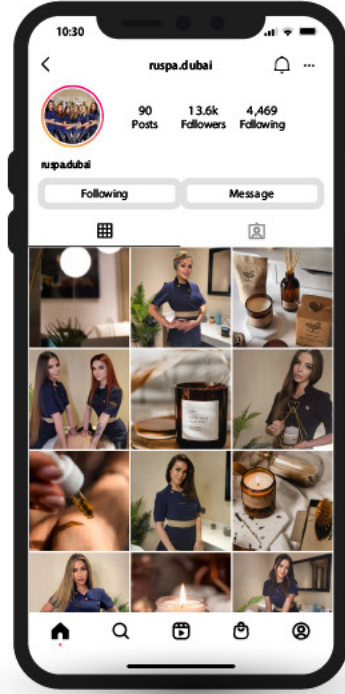 10:30
ruspa.dubai
90 13.6k 4,469
Posts Followers Following
ruspa.dubai
Following Message